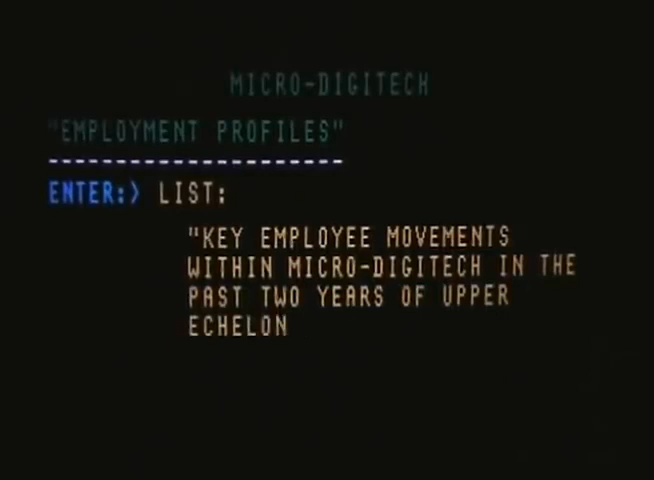 MICRO-DIGITECH
"EMPLOYMENT PROFILES"
---------------------
ENTER:> LIST:
"KEY EMPLOYEE MOVEMENTS
WITHIN MICRO-DIGITECH IN THE
PAST TWO YEARS OF UPPER
ECHELON